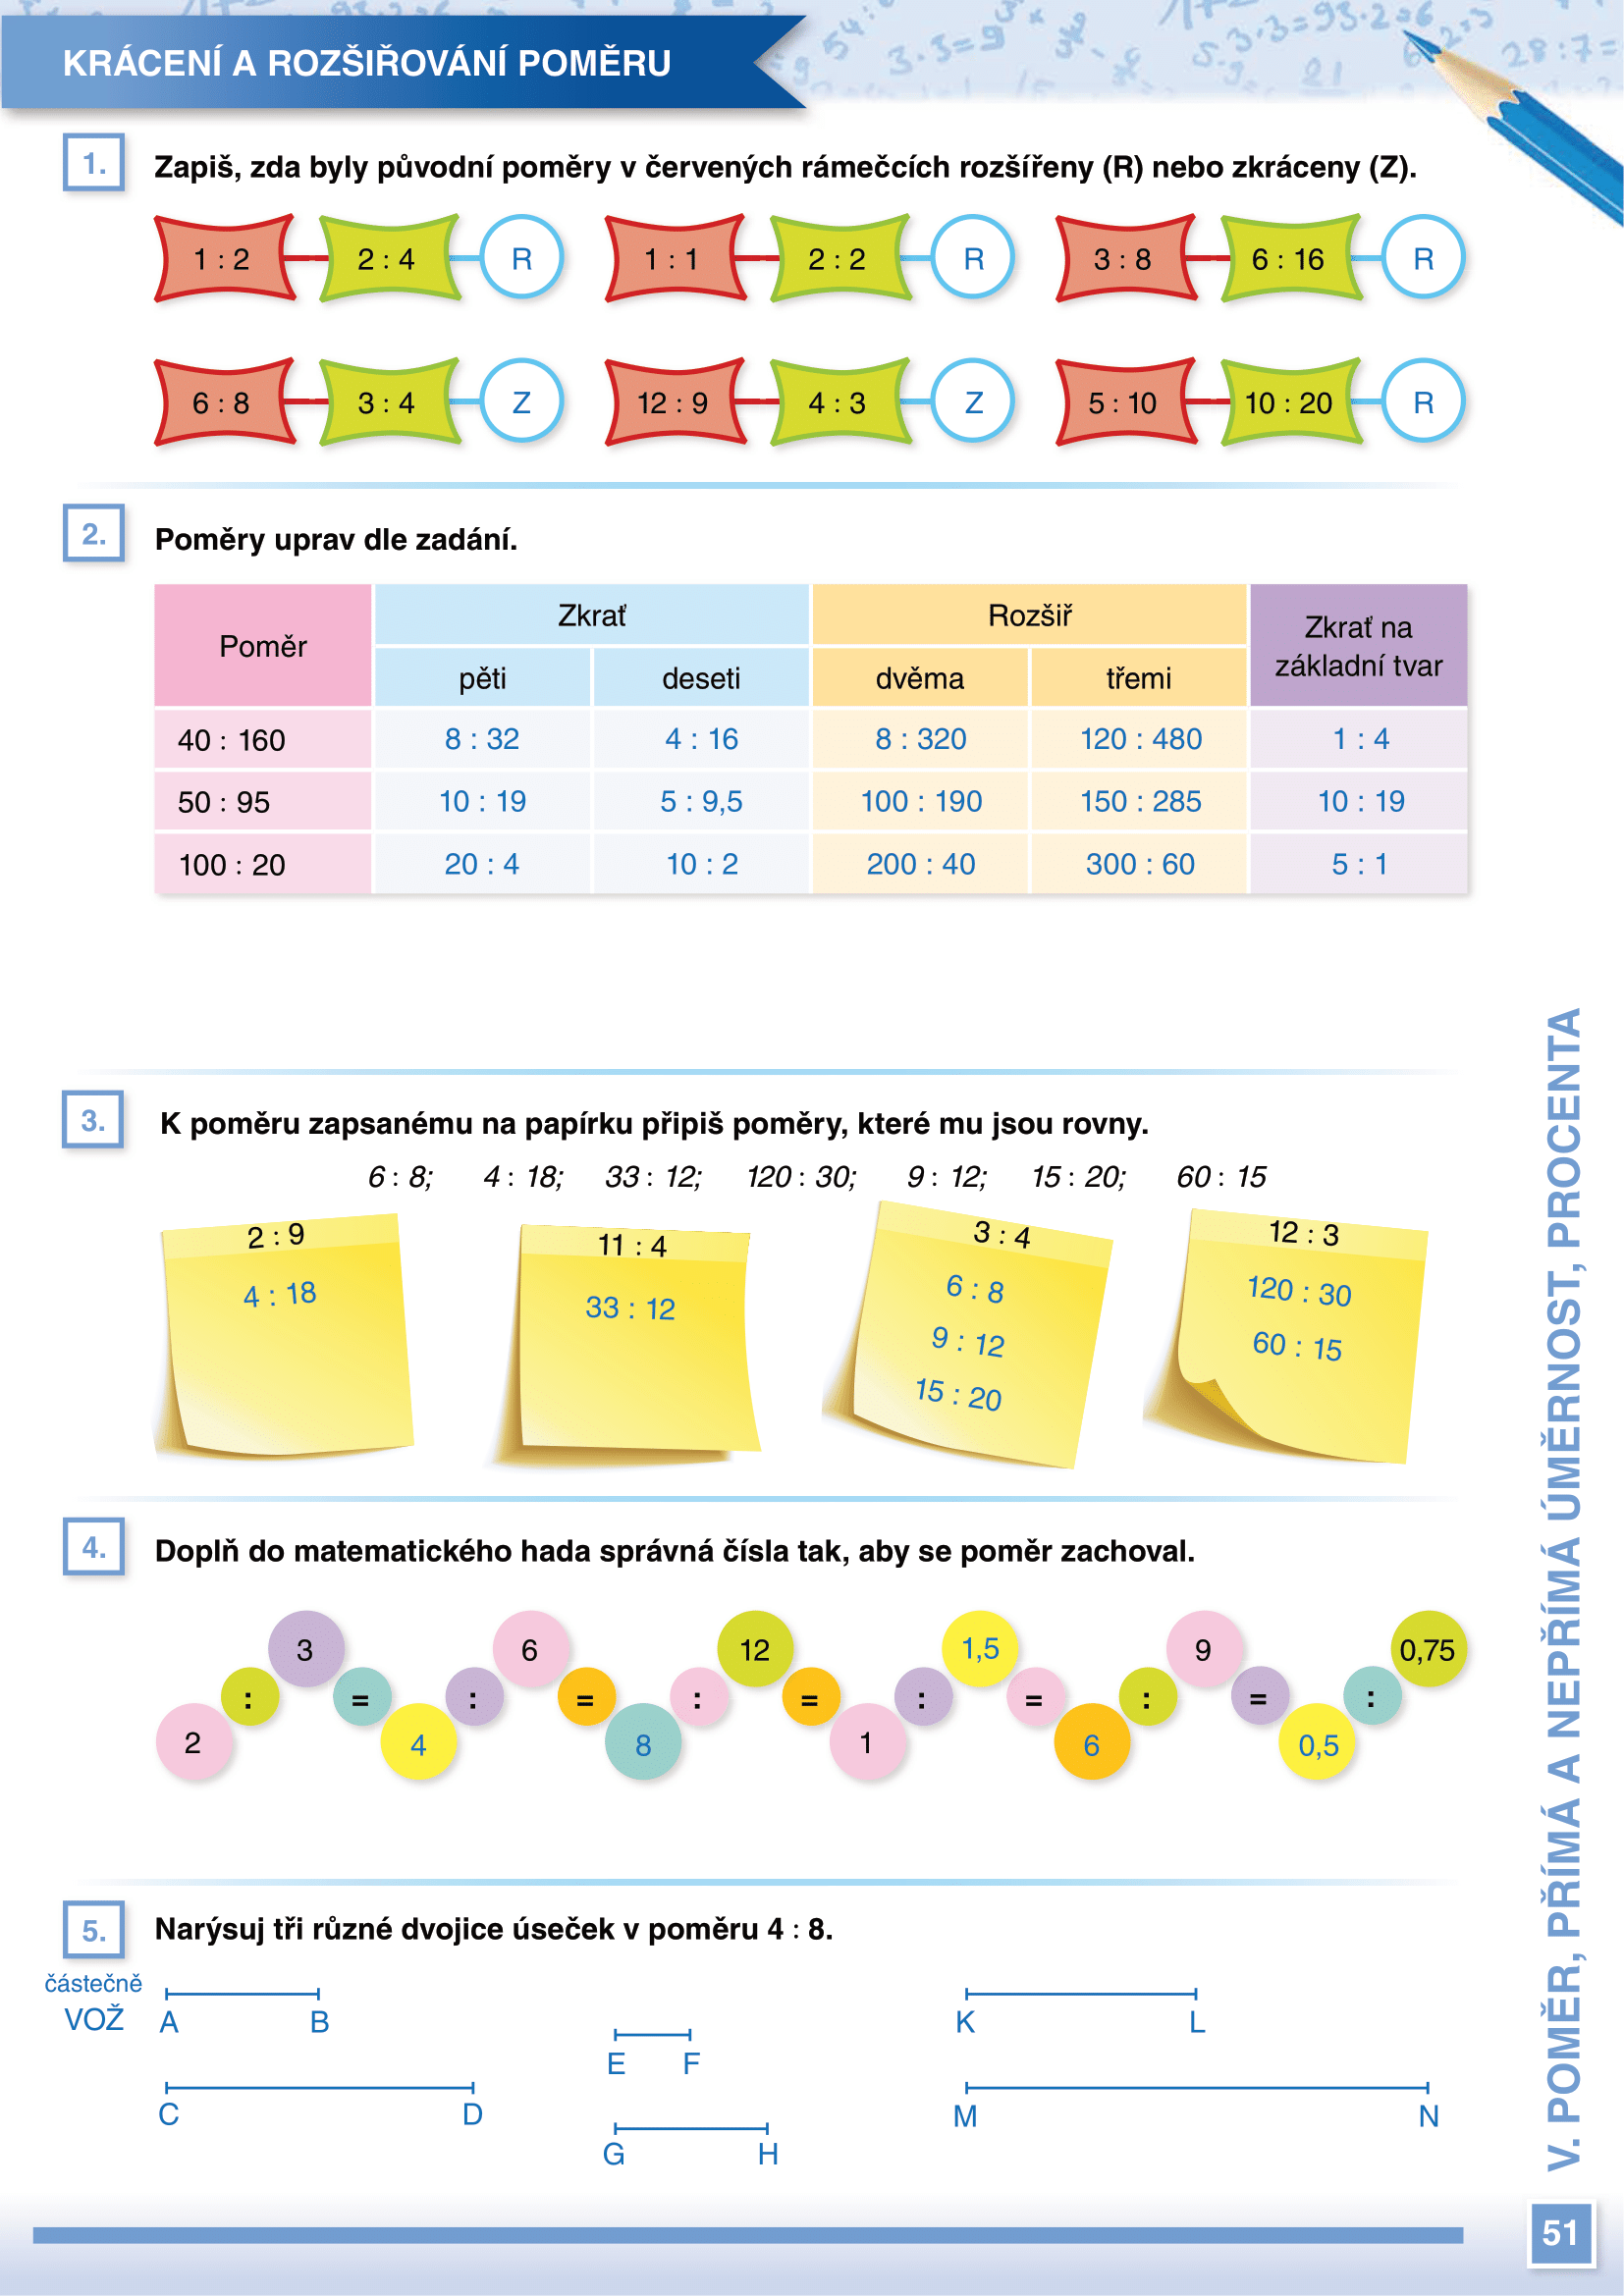 KRÁCENÍ A ROZŠIŘOVÁNÍ POMĚRU
1. Zapiš, zda byly původní poměry v červených rámečcích rozšířeny (R) nebo zkráceny (Z).
1 : 2 2 : 4 R 1 : 1 2 : 2 R 3 : 8 6 : 16 R
6 : 8 3 : 4 Z 12 : 9 4 : 3 Z 5 : 10 10 : 20 R
2. Poměry uprav dle zadání.
Poměr Zkrať Rozšiř Zkrať na základní tvar
pěti deseti dvěma třemi
40 : 160 8 : 32 4 : 16 8 : 320 120 : 480 1 : 4
50 : 95 10 : 19 5 : 9,5 100 : 190 150 : 285 10 : 19
100 : 20 20 : 4 10 : 2 200 : 40 300 : 60 5 : 1
3. K poměru zapsanému na papírku připiš poměry, které mu jsou rovny.
6 : 8; 4 : 18; 33 : 12; 120 : 30; 9 : 12; 15 : 20; 60 : 15
2 : 9
4 : 18
11 : 4
33 : 12
3 : 4
6 : 8
9 : 12
15 : 20
12 : 3
120 : 30
60 : 15
4. Doplň do matematického hada správná čísla tak, aby se poměr zachoval.
2 : 3 = 4 : 6 = 8 : 12 = 1 : 1,5 = 6 : 9 = 0,5 : 0,75
5. Narýsuj tři různé dvojice úseček v poměru 4 : 8.
částečně
VOŽ
A B
C D
E F
G H
K L
M N
V. POMĚR, PŘÍMÁ A NEPŘÍMÁ ÚMĚRNOST, PROCENTA
51